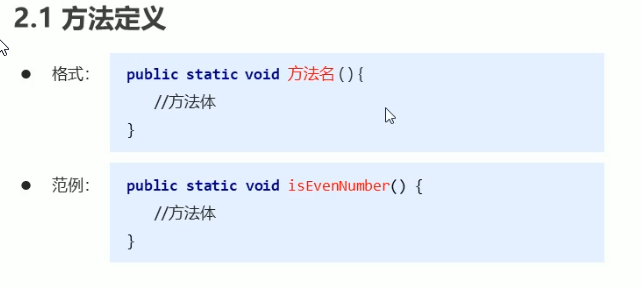 2.1 方法定义
● 格式： public static void 方法名(){
//方法体
}
● 范例： public static void isEvenNumber() {
//方法体
}